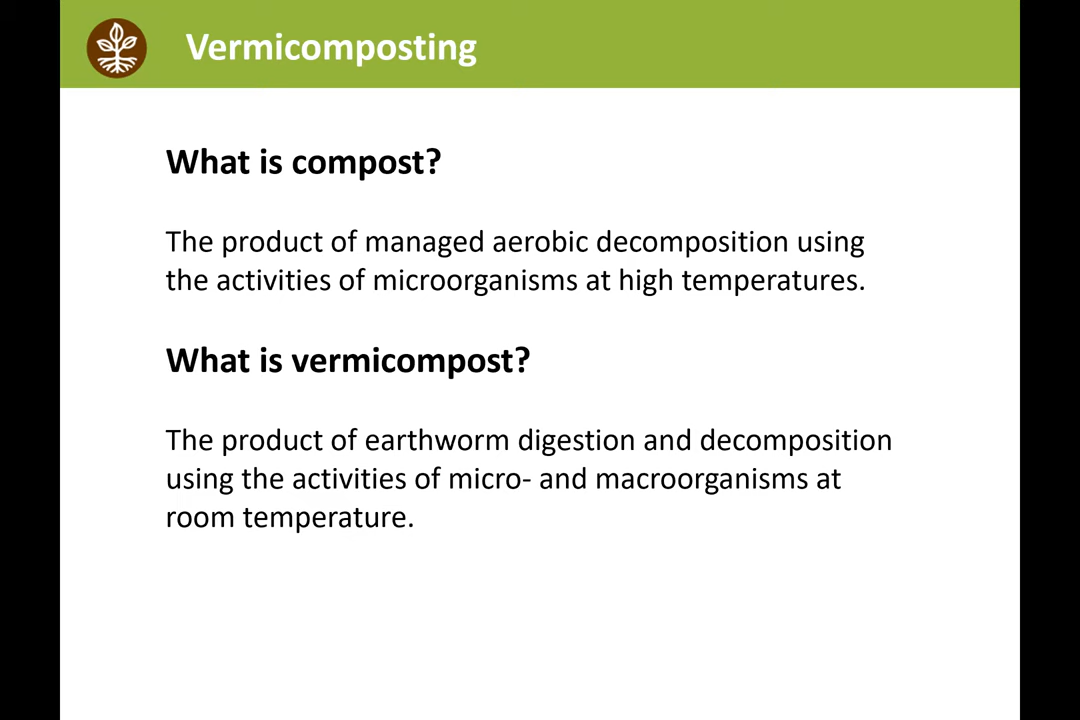 Vermicomposting
What is compost?
The product of managed aerobic decomposition using
the activities of microorganisms at high temperatures.
What is vermicompost?
The product of earthworm digestion and decomposition
using the activities of micro- and macroorganisms at
room temperature.